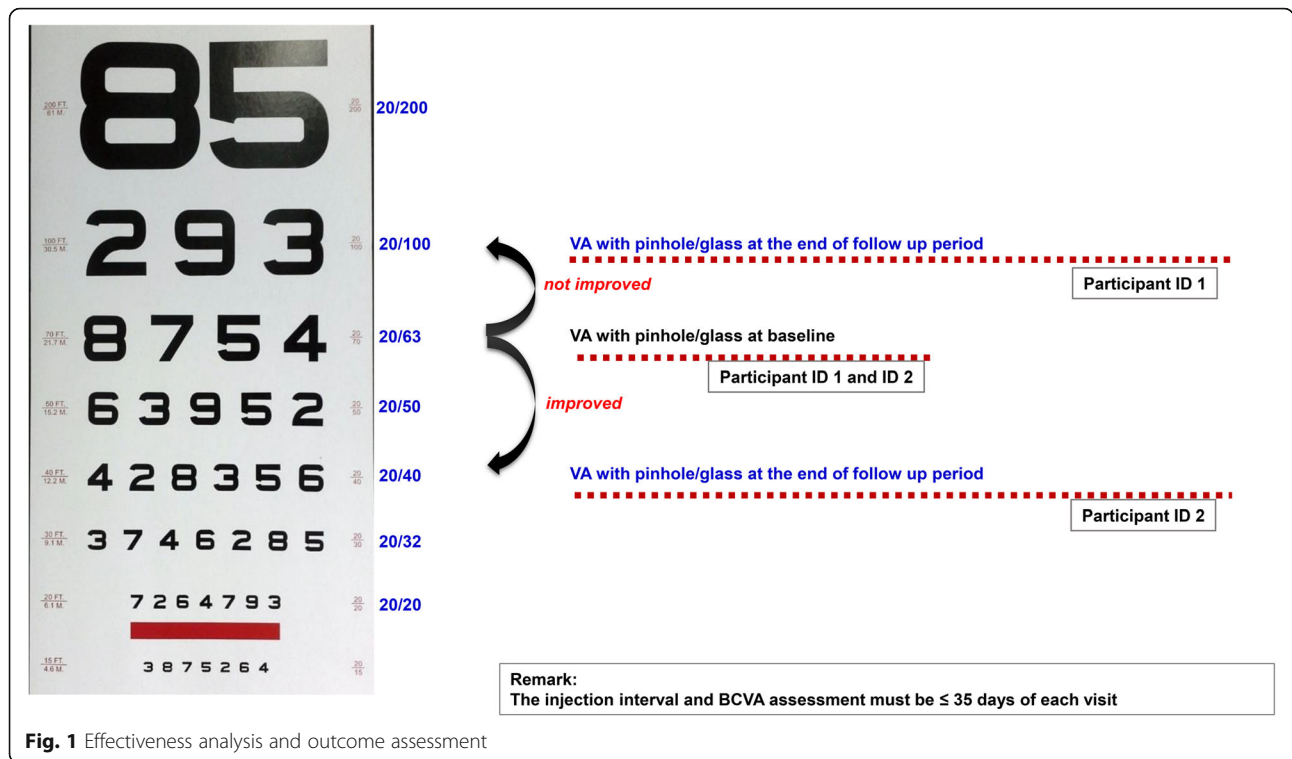 85
200 FT.
61 M.
20
200
20/200
293
100 FT.
30.5 M.
20
100
20/100
VA with pinhole/glass at the end of follow up period
not improved
Participant ID 1
8754
70 FT.
21.7 M.
20
70
20/63
VA with pinhole/glass at baseline
Participant ID 1 and ID 2
63952
50 FT.
15.2 M.
20
50
20/50
improved
428356
40 FT.
12.2 M.
20
40
20/40
VA with pinhole/glass at the end of follow up period
Participant ID 2
3746285
30 FT.
9.1 M.
20
30
20/32
7264793
20 FT.
6.1 M.
20
20
20/20
3875264
15 FT.
4.6 M.
20
15
Remark:
The injection interval and BCVA assessment must be ≤ 35 days of each visit
Fig. 1 Effectiveness analysis and outcome assessment